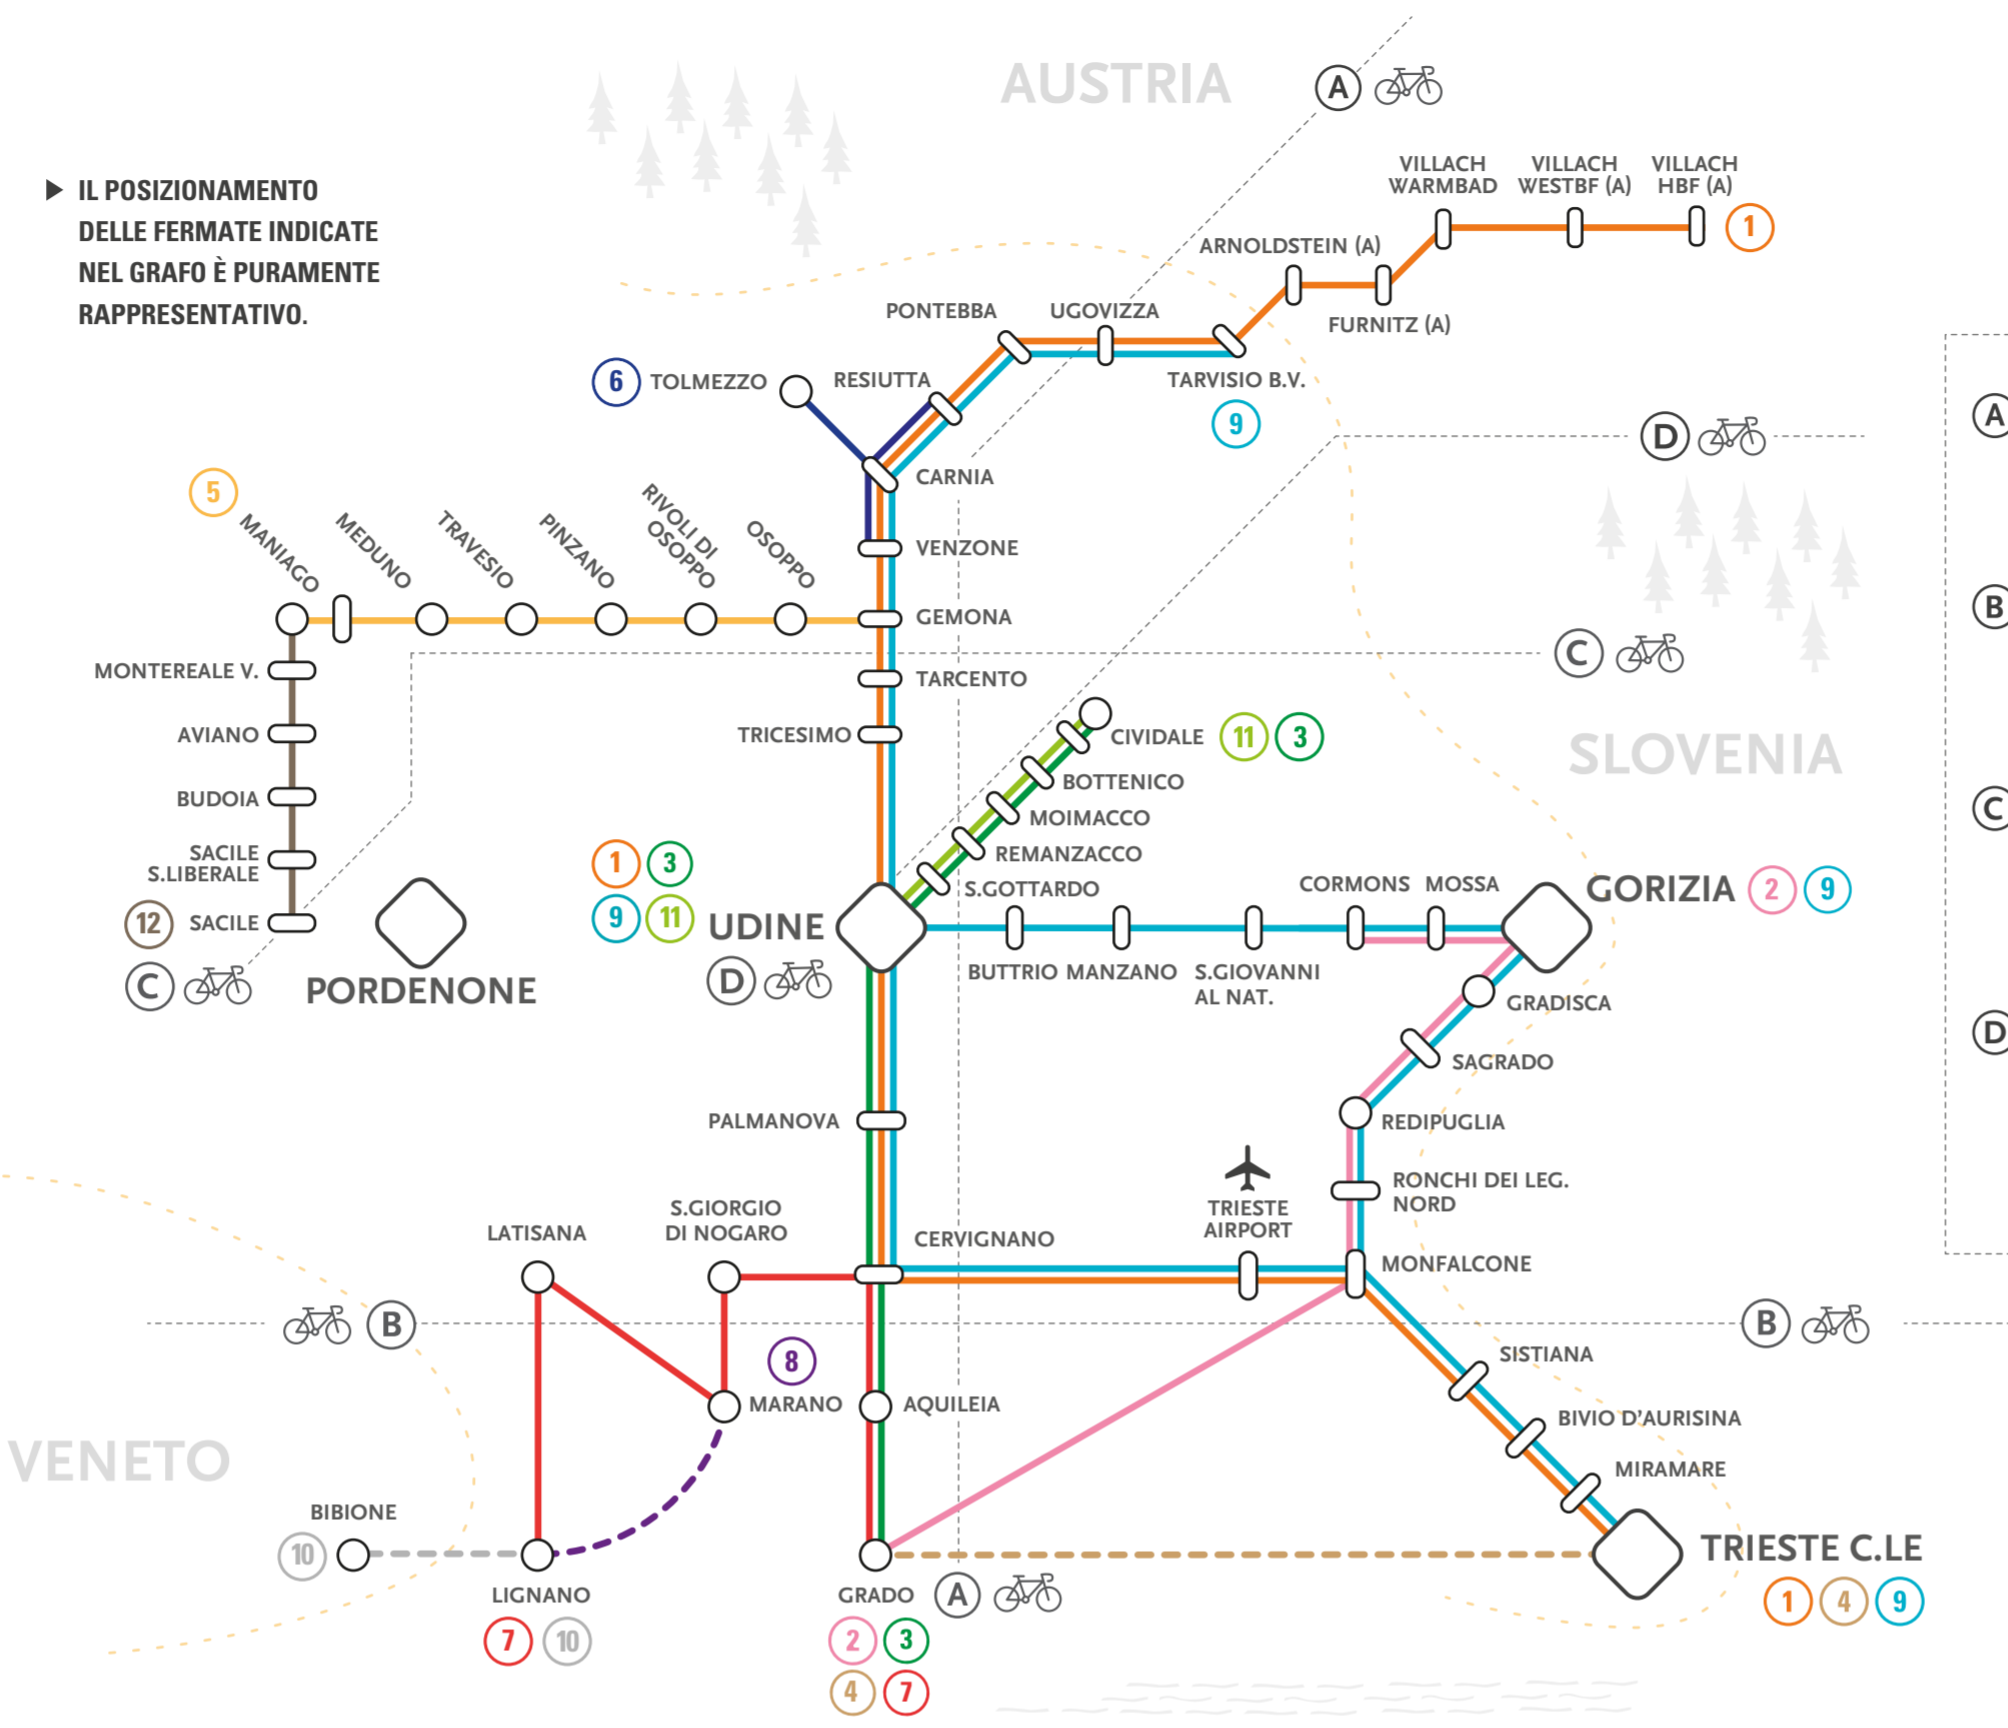 AUSTRIA
A
IL POSIZIONAMENTO
DELLE FERMATE INDICATE
NEL GRAFO È PURAMENTE
RAPPRESENTATIVO.
VILLACH
WARMBAD
VILLACH
WESTBF (A)
VILLACH
HBF (A)
1
ARNOLDSTEIN (A)
FURNITZ (A)
PONTEBBA
UGOVIZZA
TARVISIO B.V.
9
6
TOLMEZZO
RESIUTTA
CARNIA
D
A
5
MANIAGO
MEDUNO
TRAVESIO
PINZANO
RIVOLI DI
OSOPPO
OSOPPO
VENZONE
GEMONA
B
C
MONTEREALE V.
TARCENTO
AVIANO
TRICESIMO
CIVIDALE
11
3
SLOVENIA
BUDOIA
BOTTENICO
MOIMACCO
C
SACILE
S.LIBERALE
1
3
REMANZACCO
S.GOTTARDO
CORMONS
MOSSA
GORIZIA
2
9
12
SACILE
9
11
UDINE
C
PORDENONE
D
BUTTRIO
MANZANO
S.GIOVANNI
AL NAT.
GRADISCA
D
SAGRADO
PALMANOVA
REDIPUGLIA
RONCHI DEI LEG.
NORD
LATISANA
S.GIORGIO
DI NOGARO
CERVIGNANO
TRIESTE
AIRPORT
MONFALCONE
B
B
8
SISTIANA
MARANO
AQUILEIA
BIVIO D'AURISINA
VENETO
MIRAMARE
BIBIONE
10
TRIESTE C.LE
LIGNANO
GRADO
A
1
4
9
7
10
2
3
4
7